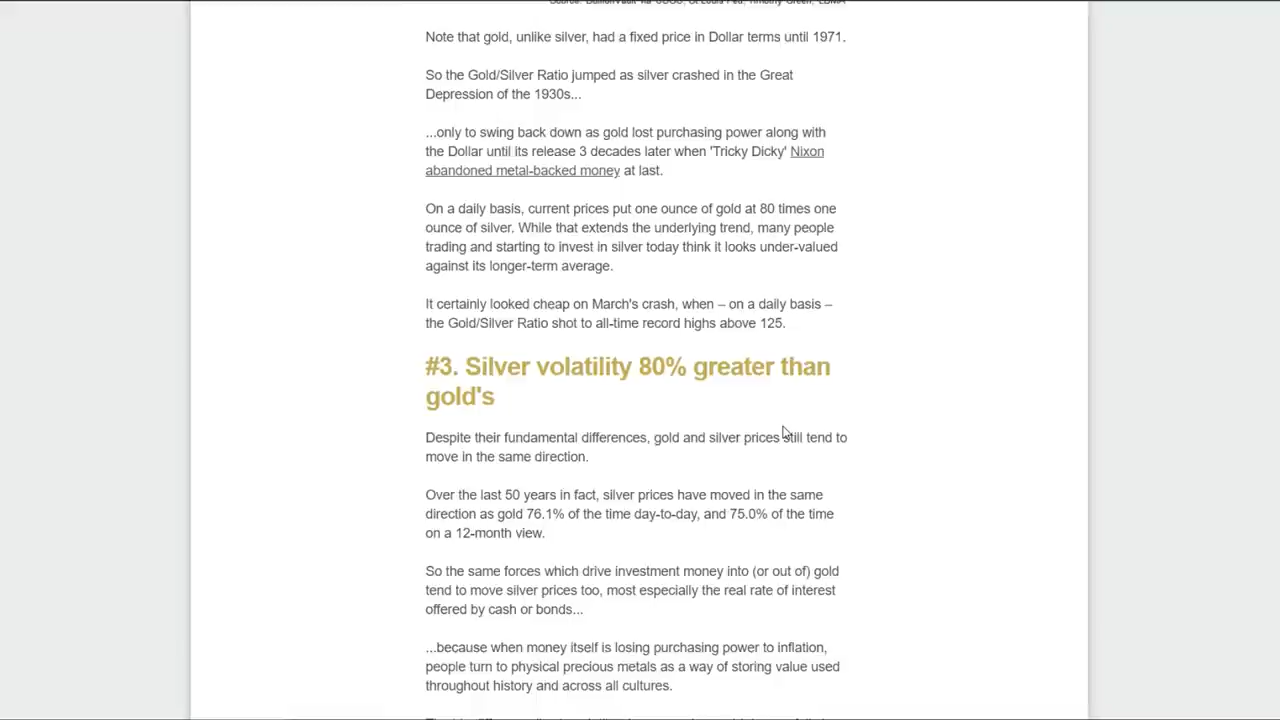 Note that gold, unlike silver, had a fixed price in Dollar terms until 1971.
So the Gold/Silver Ratio jumped as silver crashed in the Great
Depression of the 1930s...
...only to swing back down as gold lost purchasing power along with
the Dollar until its release 3 decades later when 'Tricky Dicky' Nixon
abandoned metal-backed money at last.
On a daily basis, current prices put one ounce of gold at 80 times one
ounce of silver. While that extends the underlying trend, many people
trading and starting to invest in silver today think it looks under-valued
against its longer-term average.
It certainly looked cheap on March's crash, when – on a daily basis –
the Gold/Silver Ratio shot to all-time record highs above 125.
#3. Silver volatility 80% greater than
gold's
Despite their fundamental differences, gold and silver prices still tend to
move in the same direction.
Over the last 50 years in fact, silver prices have moved in the same
direction as gold 76.1% of the time day-to-day, and 75.0% of the time
on a 12-month view.
So the same forces which drive investment money into (or out of) gold
tend to move silver prices too, most especially the real rate of interest
offered by cash or bonds...
...because when money itself is losing purchasing power to inflation,
people turn to physical precious metals as a way of storing value used
throughout history and across all cultures.